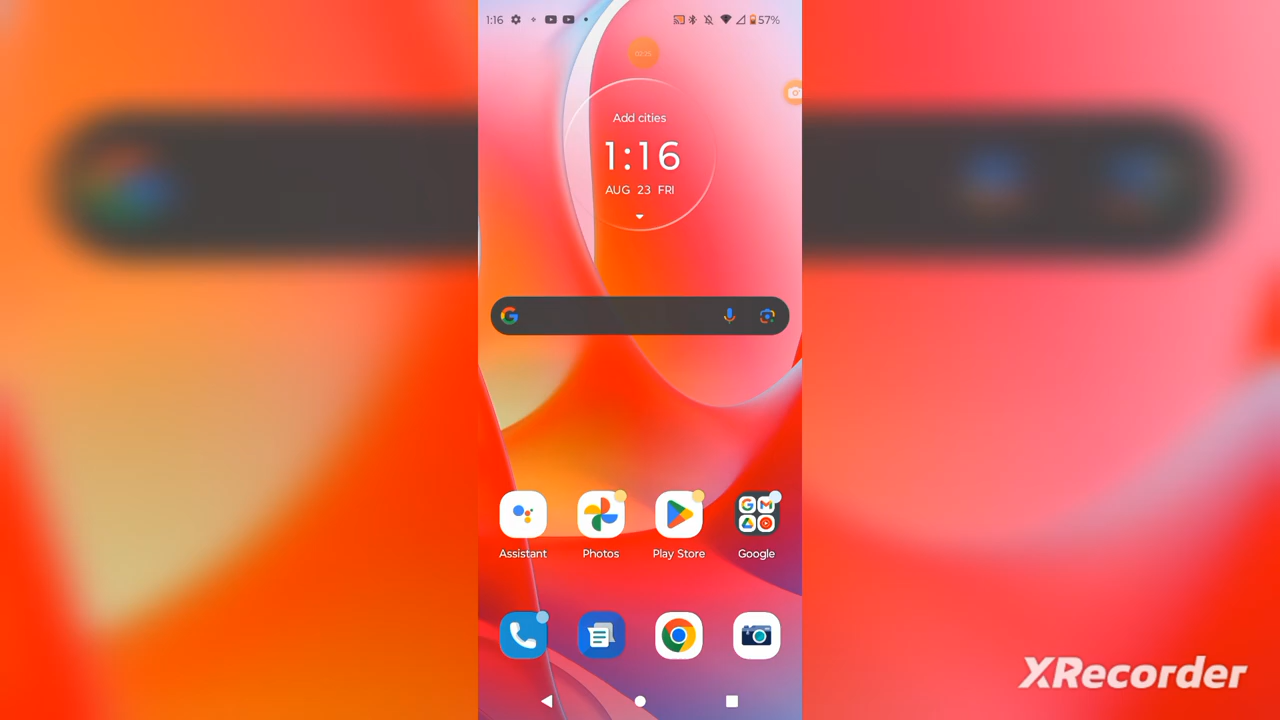 1:16
57%
Add cities
1:16
AUG 23 FRI
Assistant
Photos
Play Store
Google
XRecorder